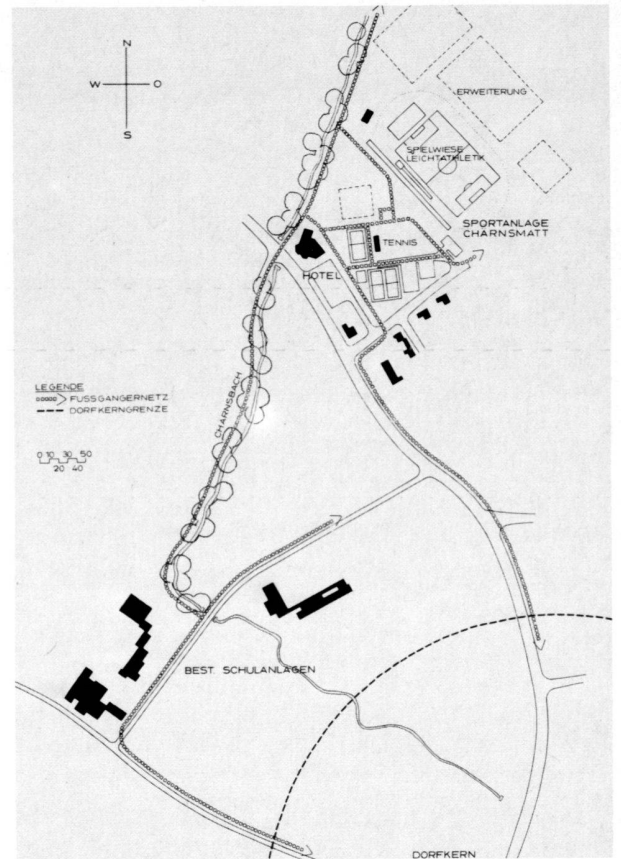 N
W O
S
ERWEITERUNG
SPIELWIESE
LEICHTATHLETIK
SPORTANLAGE
CHARNSMATT
TENNIS
HOTEL
CHARNSBACH
LEGENDE
FUSSGANGERNETZ
DORFKERNGRENZE
0 10 30 50
20 40
BEST. SCHULANLAGEN
DORFKERN